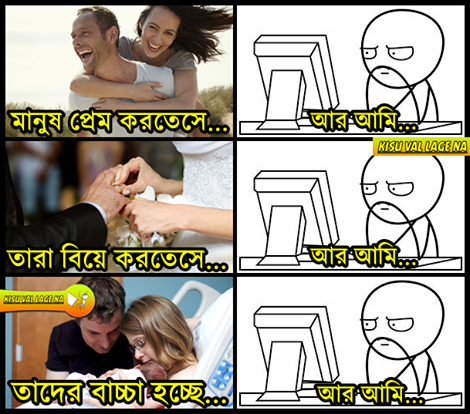 মানুষ প্রেম করতেসে...
আর আমি...
KISU VAL LAGE NA
তারা বিয়ে করতেসে...
আর আমি...
KISU VAL LAGE NA
তাদের বাচ্চা হচ্ছে...
আর আমি...